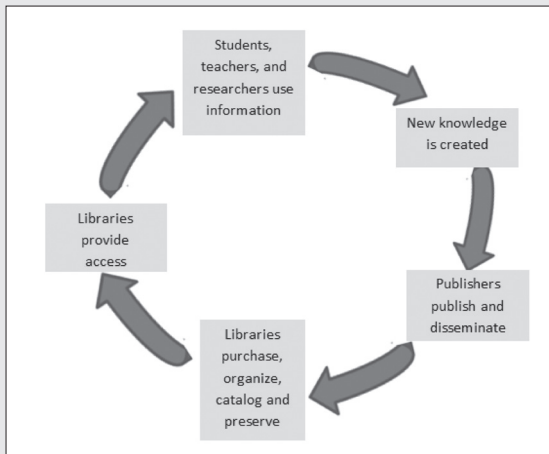 Students,
teachers, and
researchers use
information
New knowledge
is created
Publishers
publish and
disseminate
Libraries
purchase,
organize,
catalog and
preserve
Libraries
provide
access